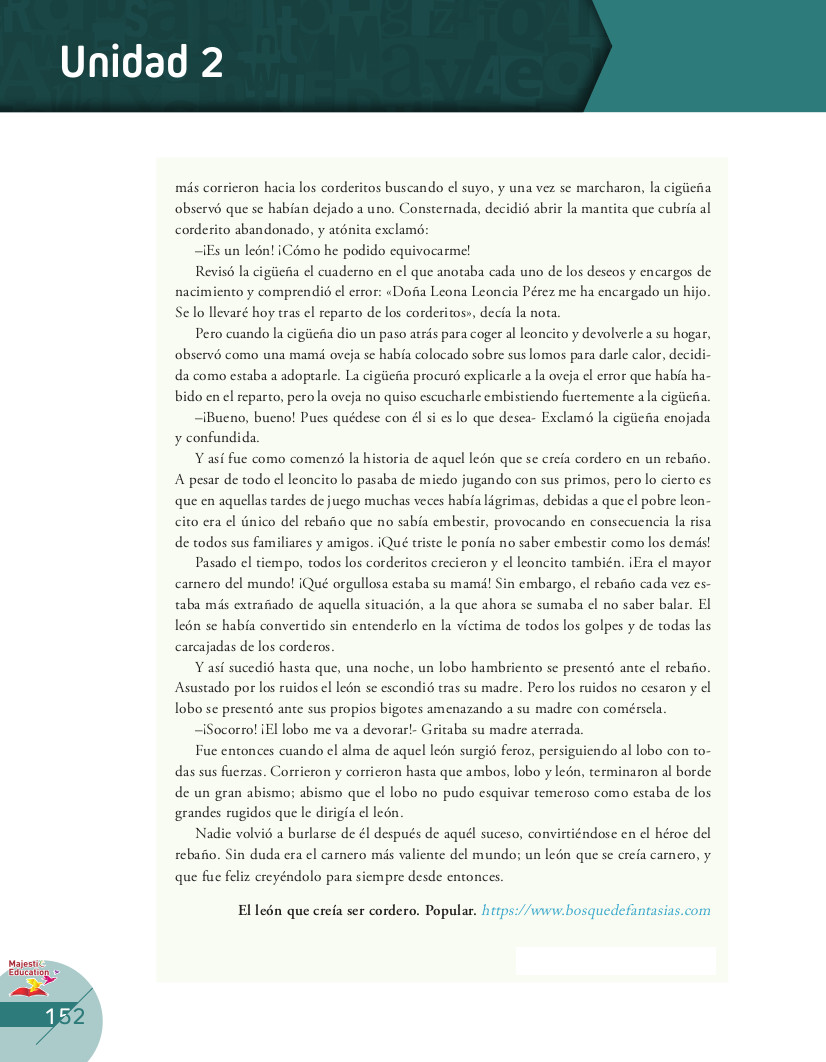 Unidad 2
más corrieron hacia los corderitos buscando el suyo, y una vez se marcharon, la cigüeña
observó que se habían dejado a uno. Consternada, decidió abrir la mantita que cubría al
corderito abandonado, y atónita exclamó:
–¡Es un león! ¡Cómo he podido equivocarme!
Revisó la cigüeña el cuaderno en el que anotaba cada uno de los deseos y encargos de
nacimiento y comprendió el error: «Doña Leona Leoncia Pérez me ha encargado un hijo.
Se lo llevaré hoy tras el reparto de los corderitos», decía la nota.
Pero cuando la cigüeña dio un paso atrás para coger al leoncito y devolverle a su hogar,
observó como una mamá oveja se había colocado sobre sus lomos para darle calor, decidi-
da como estaba a adoptarle. La cigüeña procuró explicarle a la oveja el error que había ha-
bido en el reparto, pero la oveja no quiso escucharle embistiendo fuertemente a la cigüeña.
–¡Bueno, bueno! Pues quédese con él si es lo que desea- Exclamó la cigüeña enojada
y confundida.
Y así fue como comenzó la historia de aquel león que se creía cordero en un rebaño.
A pesar de todo el leoncito lo pasaba de miedo jugando con sus primos, pero lo cierto es
que en aquellas tardes de juego muchas veces había lágrimas, debidas a que el pobre leon-
cito era el único del rebaño que no sabía embestir, provocando en consecuencia la risa
de todos sus familiares y amigos. ¡Qué triste le ponía no saber embestir como los demás!
Pasado el tiempo, todos los corderitos crecieron y el leoncito también. ¡Era el mayor
carnero del mundo! ¡Qué orgullosa estaba su mamá! Sin embargo, el rebaño cada vez es-
taba más extrañado de aquella situación, a la que ahora se sumaba el no saber balar. El
león se había convertido sin entenderlo en la víctima de todos los golpes y de todas las
carcajadas de los corderos.
Y así sucedió hasta que, una noche, un lobo hambriento se presentó ante el rebaño.
Asustado por los ruidos el león se escondió tras su madre. Pero los ruidos no cesaron y el
lobo se presentó ante sus propios bigotes amenazando a su madre con comérsela.
–¡Socorro! ¡El lobo me va a devorar!- Gritaba su madre aterrada.
Fue entonces cuando el alma de aquel león surgió feroz, persiguiendo al lobo con to-
das sus fuerzas. Corrieron y corrieron hasta que ambos, lobo y león, terminaron al borde
de un gran abismo; abismo que el lobo no pudo esquivar temeroso como estaba de los
grandes rugidos que le dirigía el león.
Nadie volvió a burlarse de él después de aquél suceso, convirtiéndose en el héroe del
rebaño. Sin duda era el carnero más valiente del mundo; un león que se creía carnero, y
que fue feliz creyéndolo para siempre desde entonces.
El león que creía ser cordero. Popular. https://www.bosquedefantasias.com
Majesti
Education
152